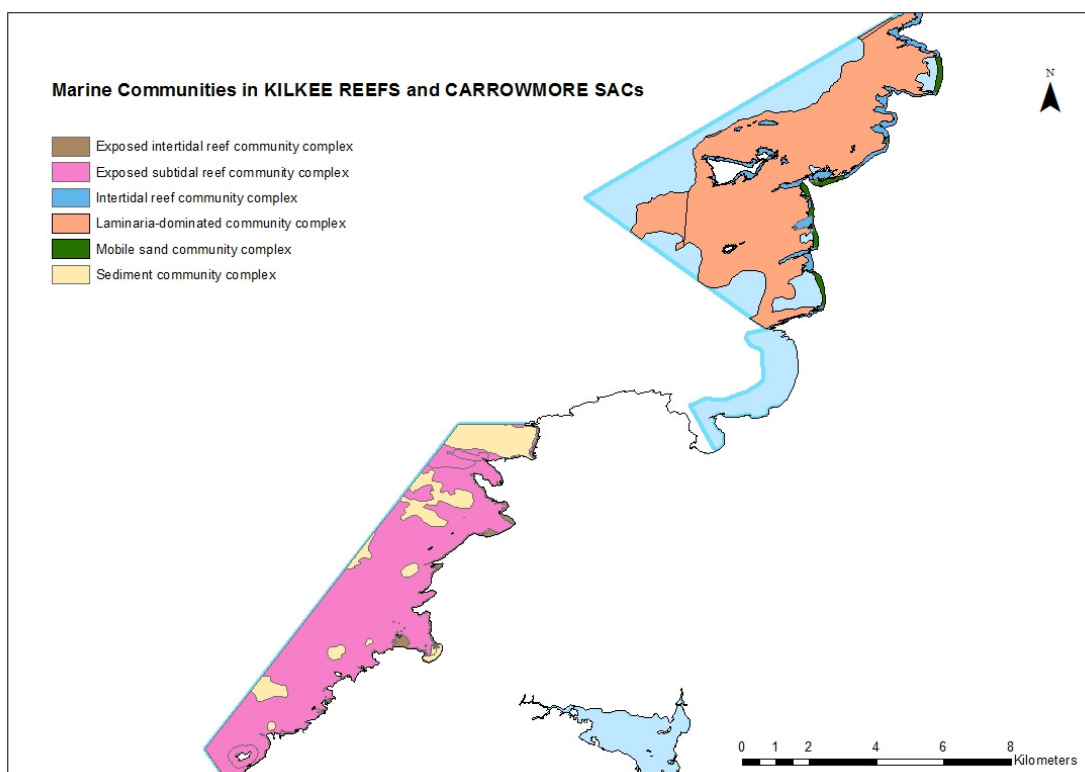 Marine Communities in KILKEE REEFS and CARROWMORE SACs
Exposed intertidal reef community complex
Exposed subtidal reef community complex
Intertidal reef community complex
Laminaria-dominated community complex
Mobile sand community complex
Sediment community complex
N
0 1 2 4 6 8
Kilometers